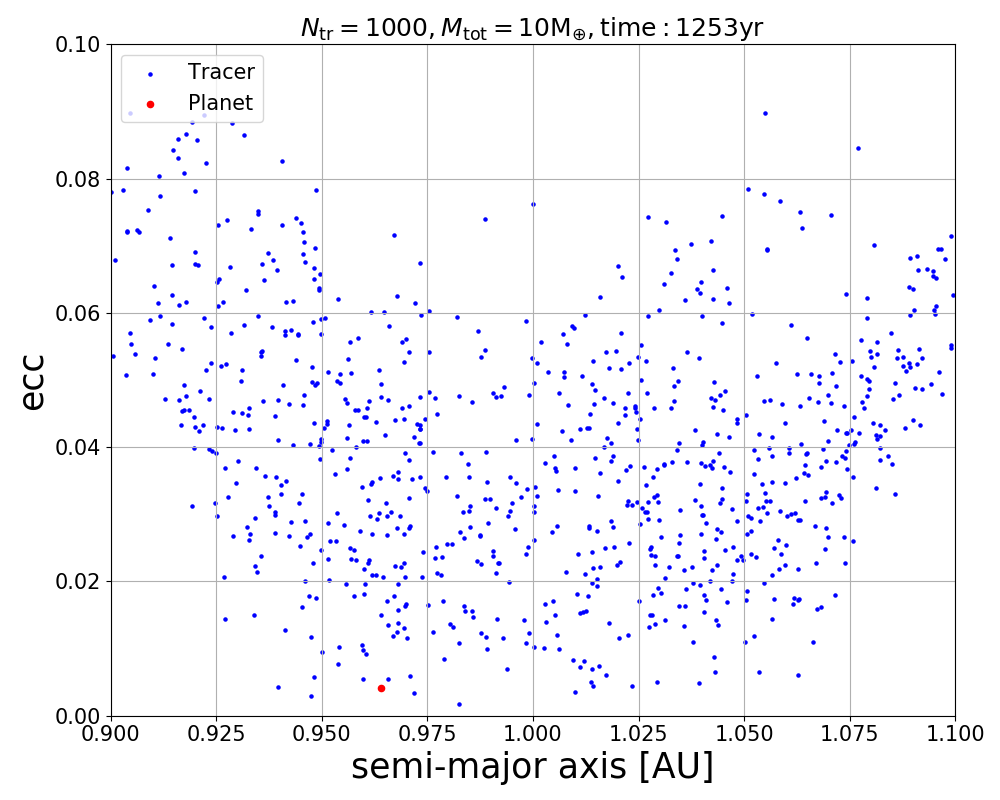 N_tr = 1000, M_tot = 10M_⊕, time : 1253yr
0.10
Tracer
Planet
0.08
0.06
ecc
0.04
0.02
0.00
0.900 0.925 0.950 0.975 1.000 1.025 1.050 1.075 1.100
semi-major axis [AU]